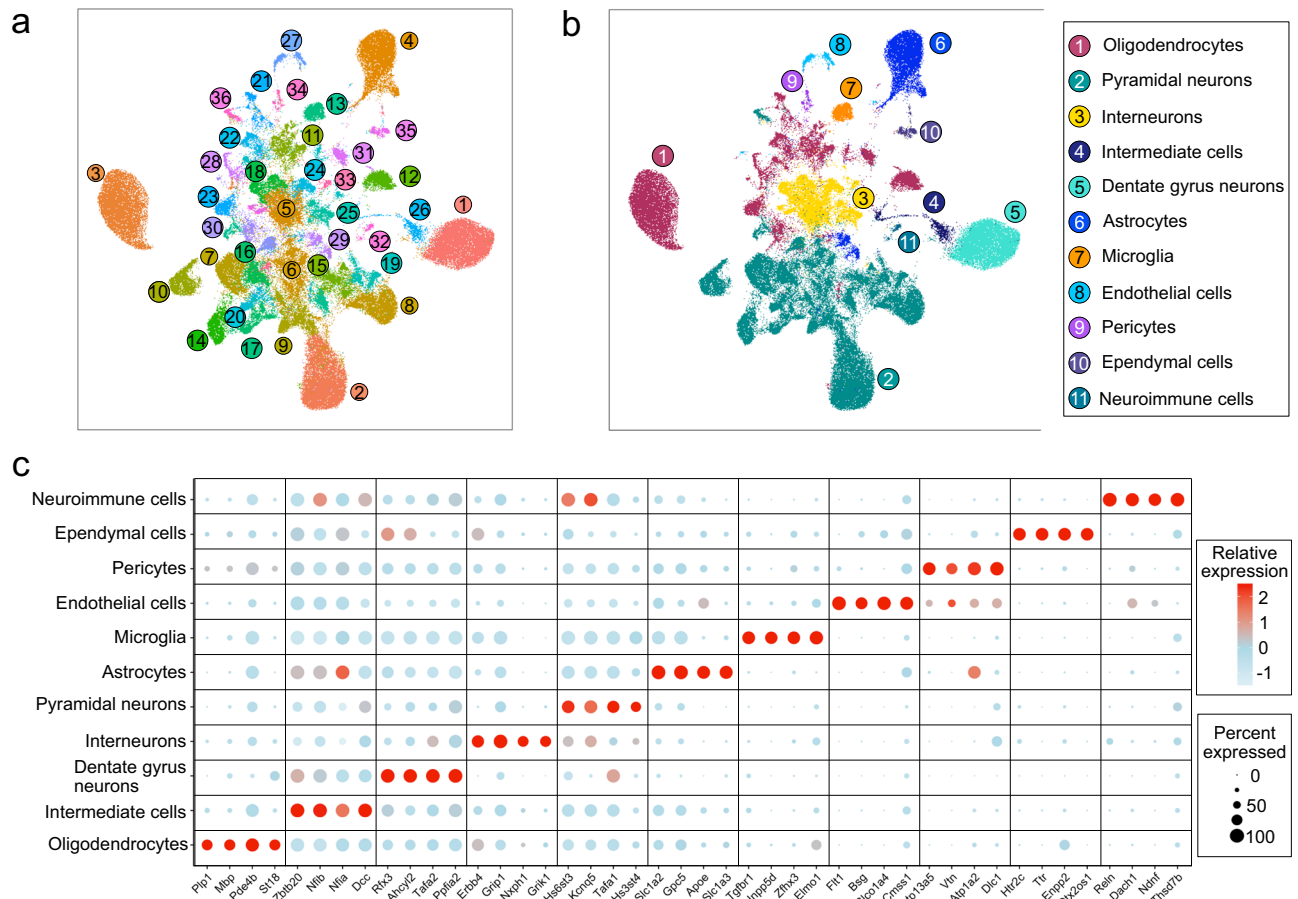 a
b
27
4
21
34
36
13
22
11
35
28
18
24
31
12
3
33
23
5
25
26
1
30
29
32
7
16
6
15
19
10
20
8
14
17
9
2
8
6
9
7
10
1
3
4
5
11
2
1 Oligodendrocytes
2 Pyramidal neurons
3 Interneurons
4 Intermediate cells
5 Dentate gyrus neurons
6 Astrocytes
7 Microglia
8 Endothelial cells
9 Pericytes
10 Ependymal cells
11 Neuroimmune cells
c
Neuroimmune cells
Ependymal cells
Pericytes
Endothelial cells
Microglia
Astrocytes
Pyramidal neurons
Interneurons
Dentate gyrus
neurons
Intermediate cells
Oligodendrocytes
Relative
expression
2
1
0
-1
Percent
expressed
0
50
100
Plp1
Mbp
Pde4b
St18
Zbtb20
Nfib
Nfia
Dcc
Rfx3
Ahcyl2
Tafa2
Ppfia2
Erbb4
Grip1
Nxph1
Grik1
Hs6st3
Kcnq5
Tafa1
Hs3st4
Slc1a2
Gpc5
Apoe
Slc1a3
Tgfbr1
Inpp5d
Zfhx3
Elmo1
Flt1
Bsg
lco1a4
Cmss1
to13a5
Vtn
Atp1a2
Dlc1
Htr2c
Ttr
Enpp2
tx2os1
Reln
Dach1
Ndnf
Thsd7b